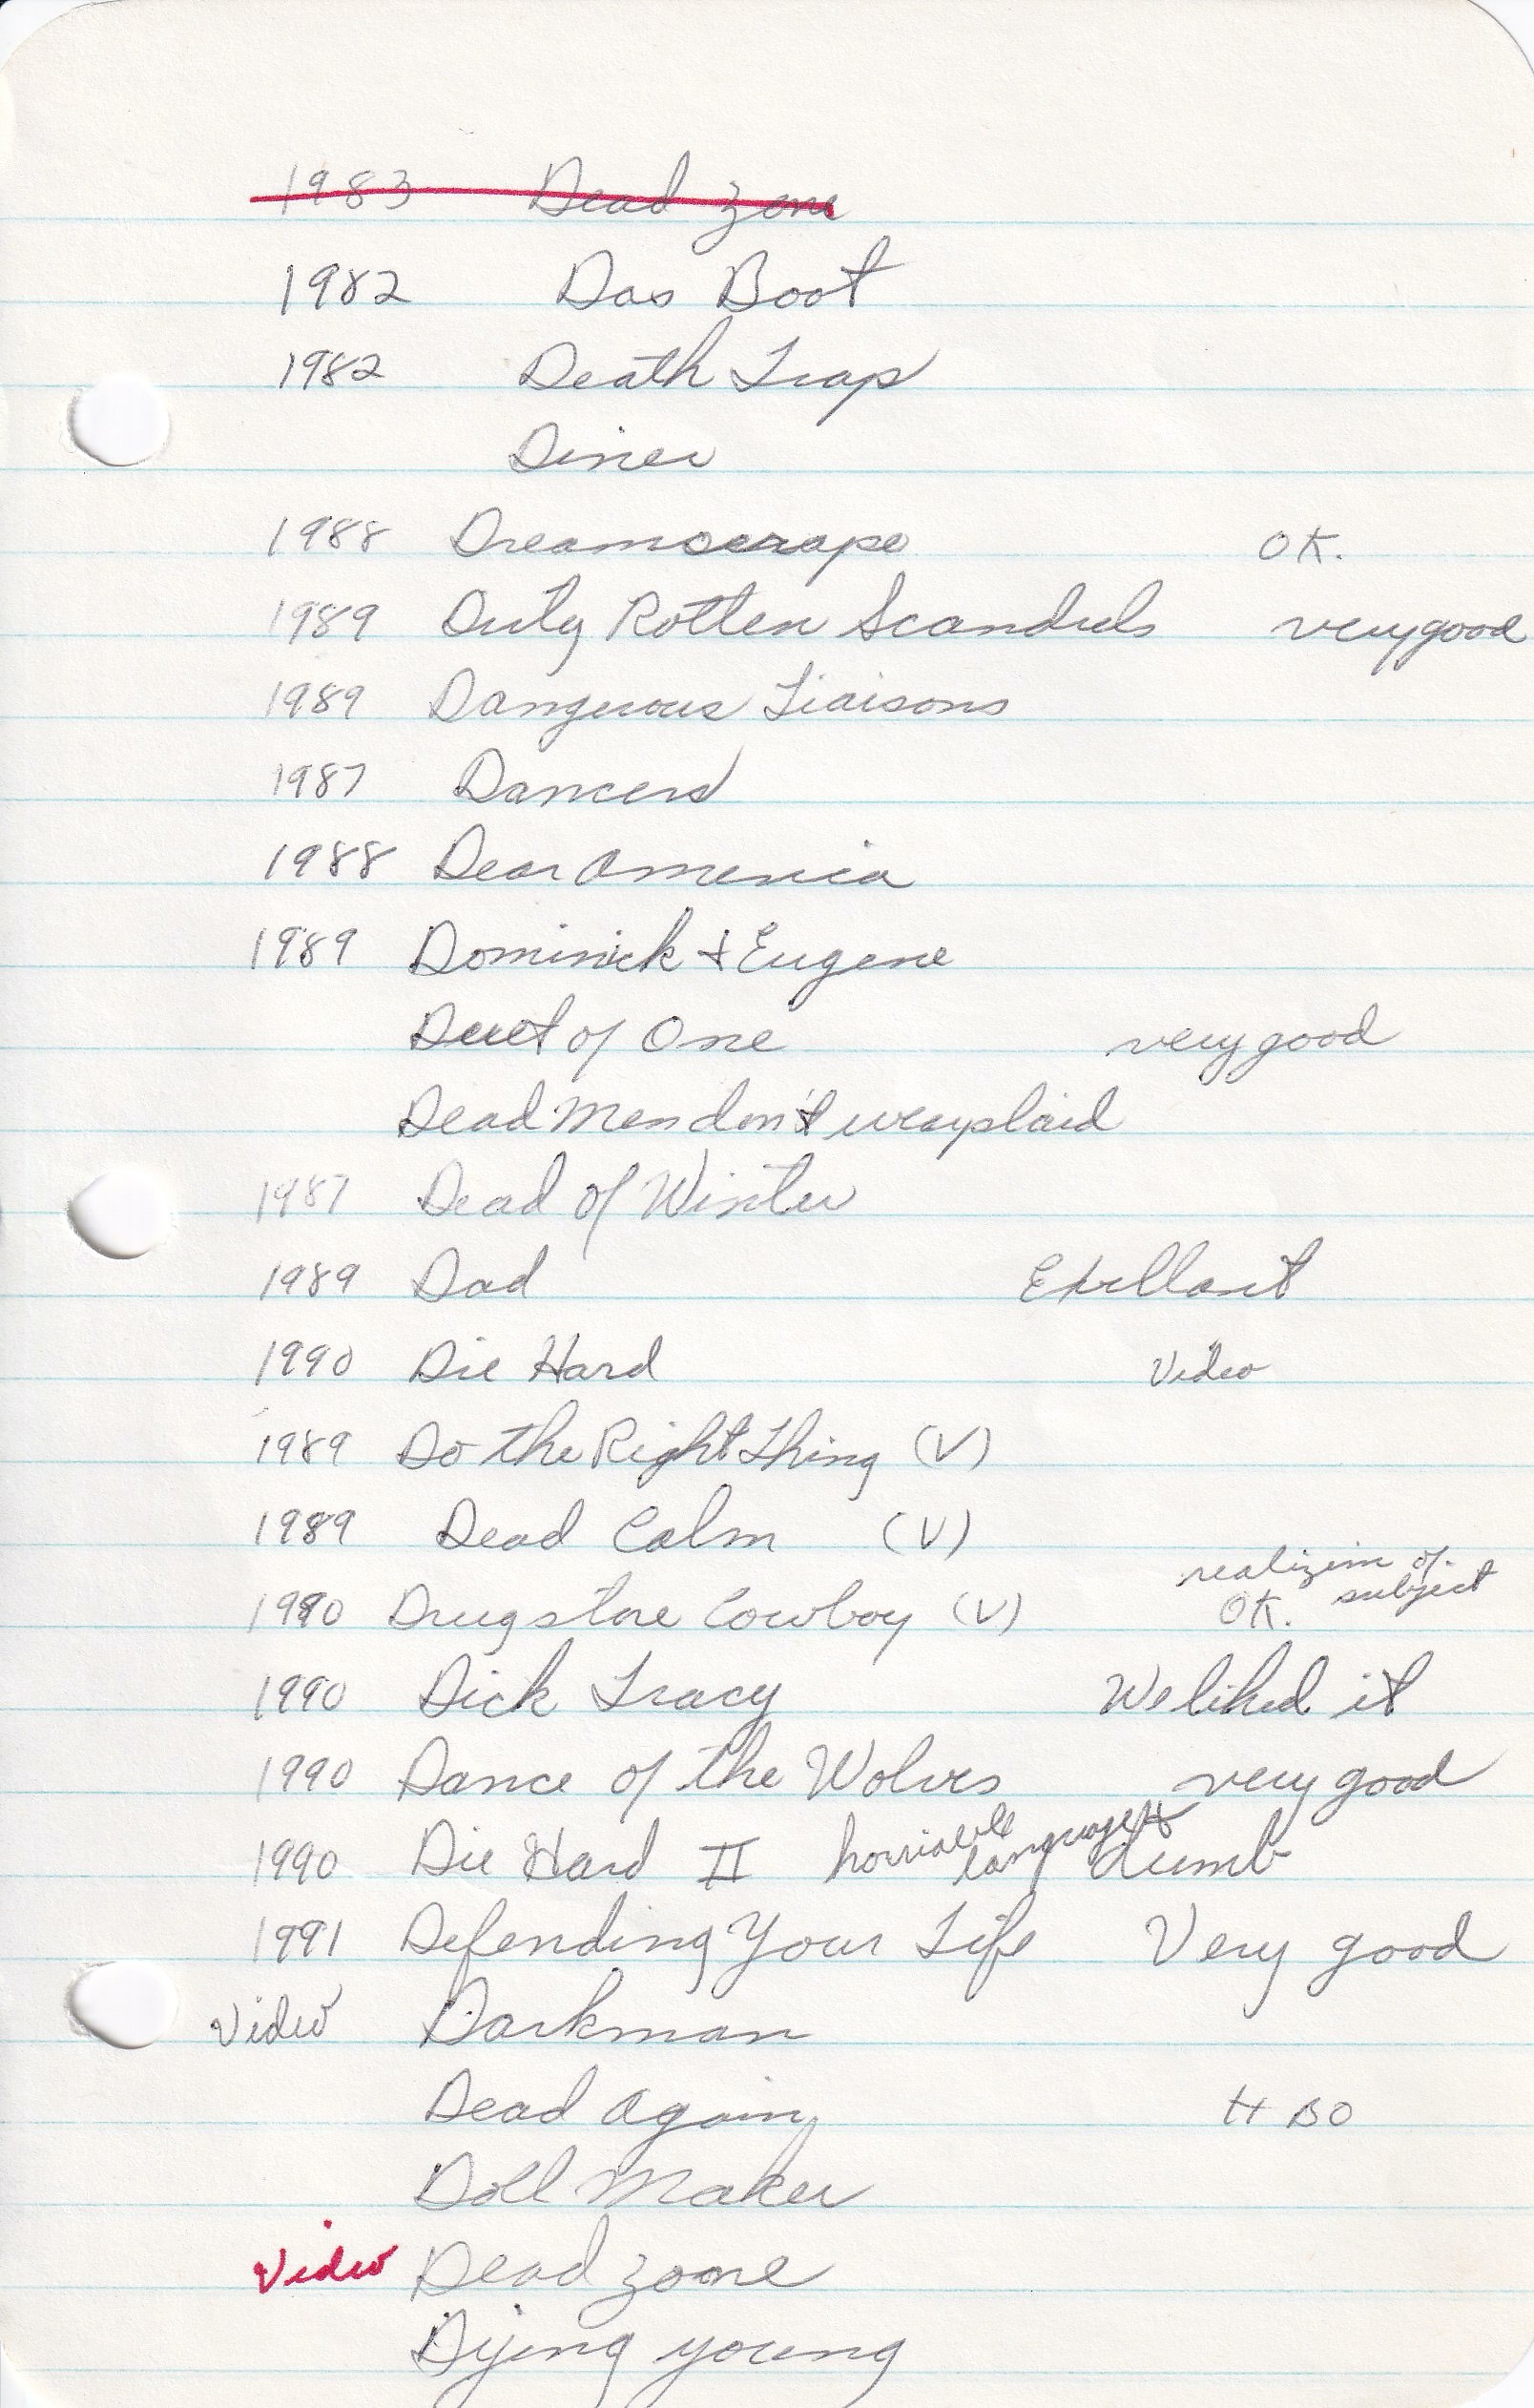 1983 Dead zone
1982 Das Boot
1982 Death Trap
Diner
1988 Dreamscrape OK.
1989 Dirty Rotten Scandrels very good
1989 Dangerous Liaisons
1987 Dancers
1988 Dear America
1989 Dominick + Eugene
Duet of One very good
Dead Men don't wear plaid
1987 Dead of Winter
1989 Dad Exellant
1990 Die Hard Video
1989 Do the Right Thing (V)
1989 Dead Calm (V)
realizim of subject
1990 Drugstore Cowboy (V) OK.
1990 Dick Tracy We liked it
1990 Dance of the Wolves very good
1990 Die Hard II horriable language dumb
1991 Defending Your Life Very good
Video Darkman
Dead Again HBO
Doll Maker
Video Dead zone
Dying young